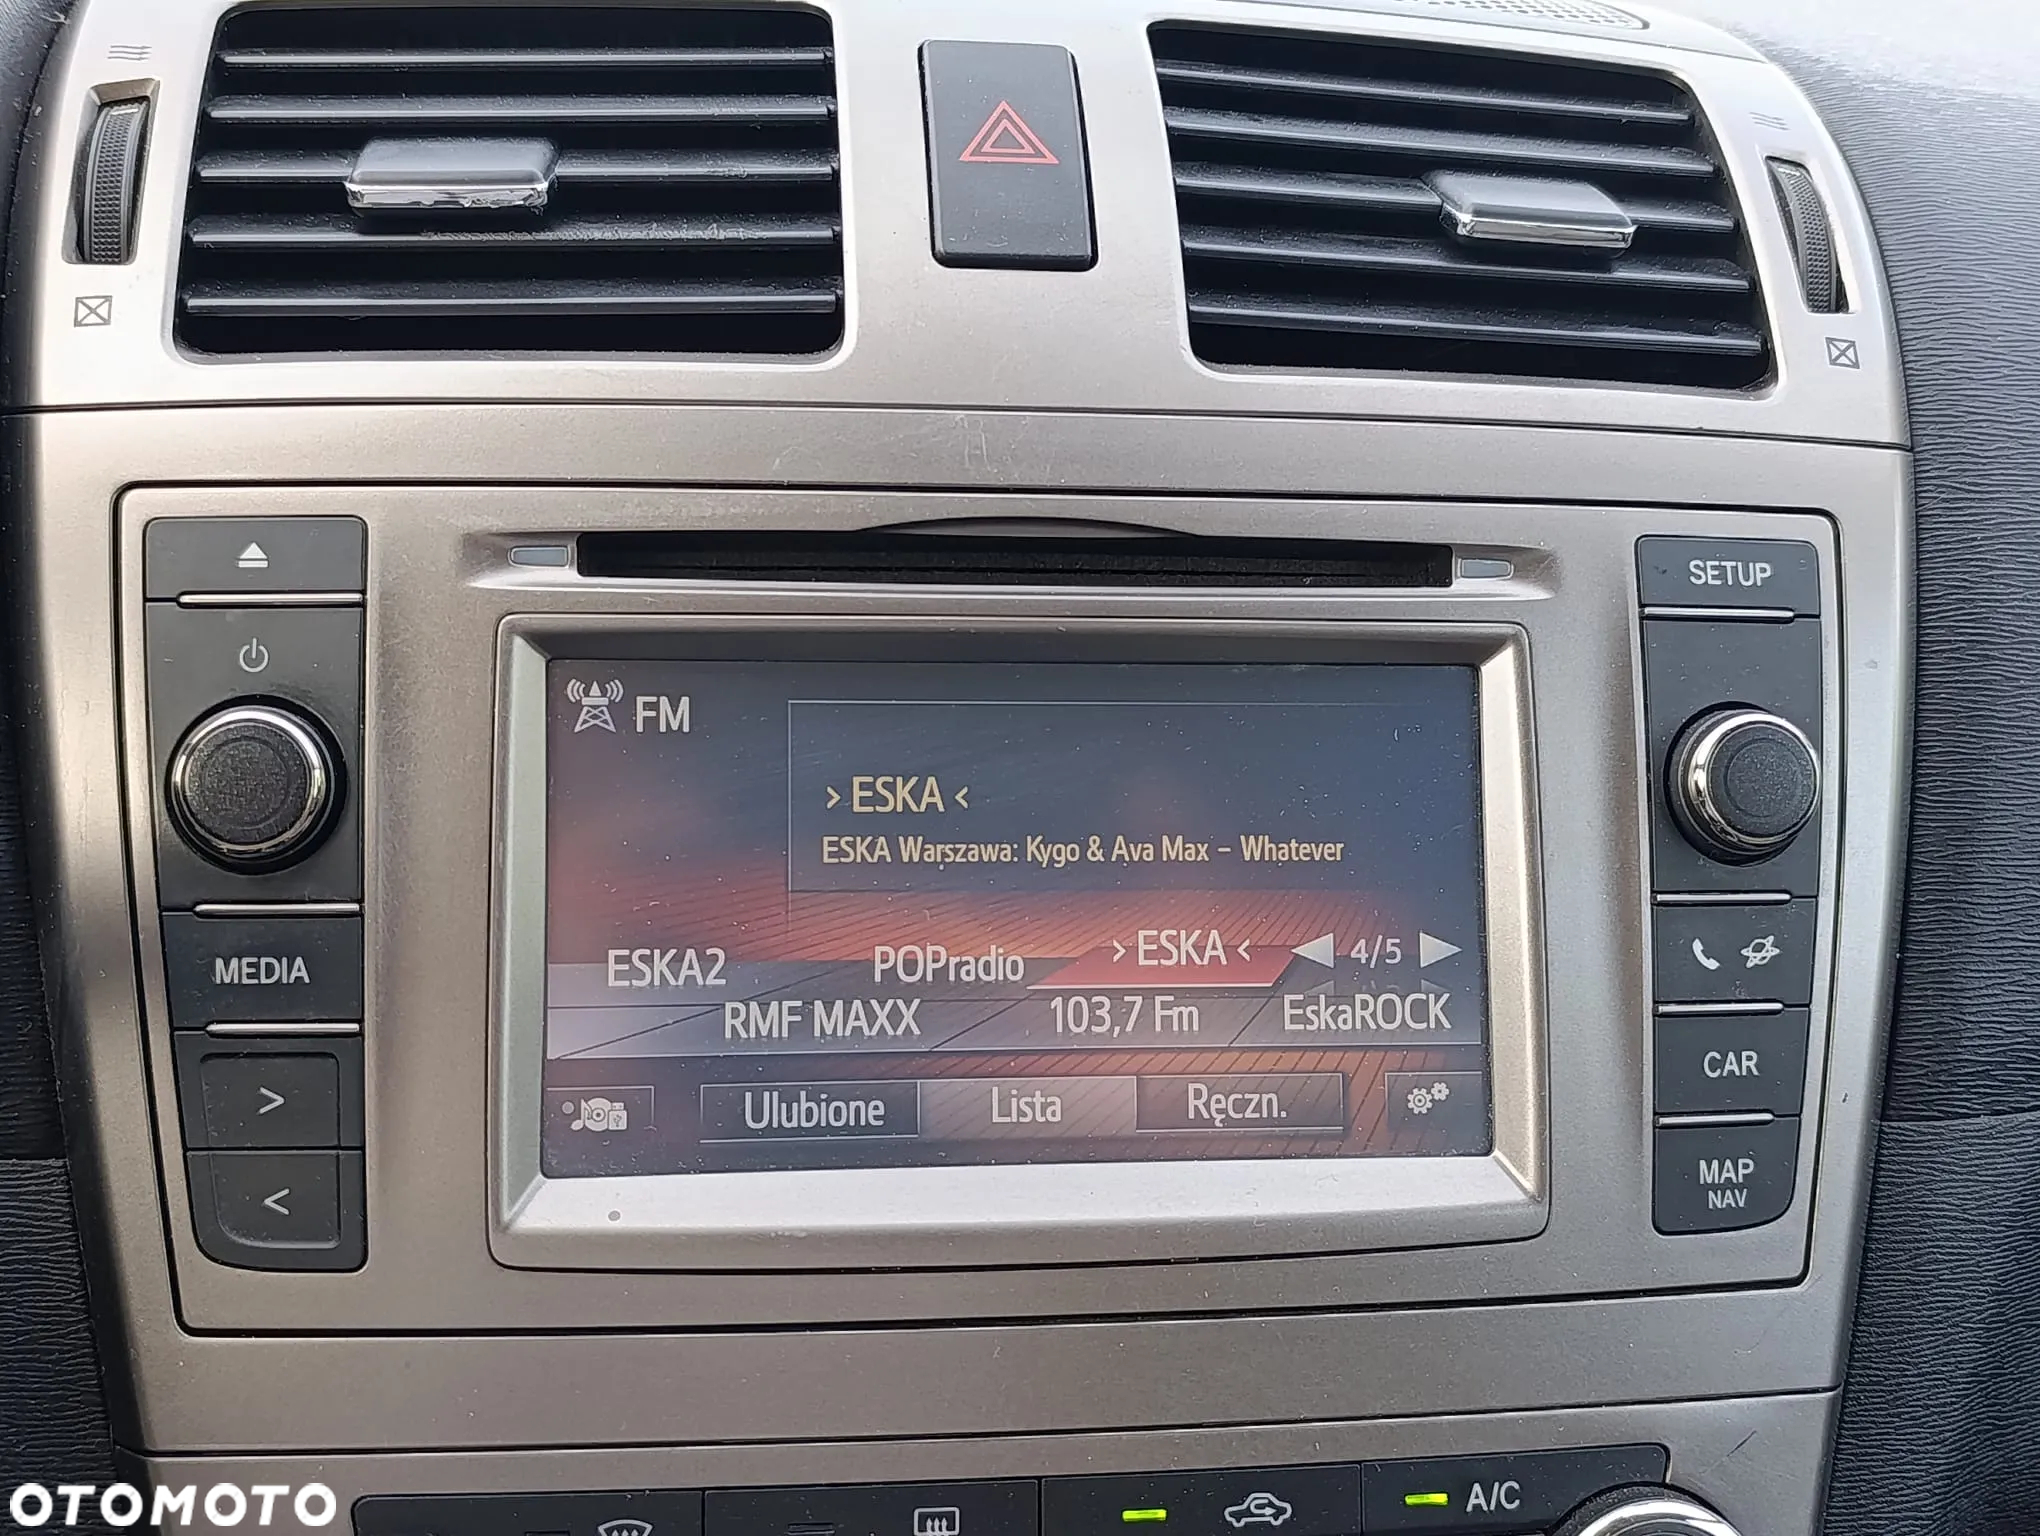 SETUP
FM
> ESKA <
ESKA Warszawa: Kygo & Ava Max – Whatever
MEDIA
ESKA2 POPradio > ESKA < 4/5
RMF MAXX 103,7 Fm EskaROCK
CAR
>
Ulubione Lista Ręczn.
MAP
NAV
<
A/C
OTOMOTO